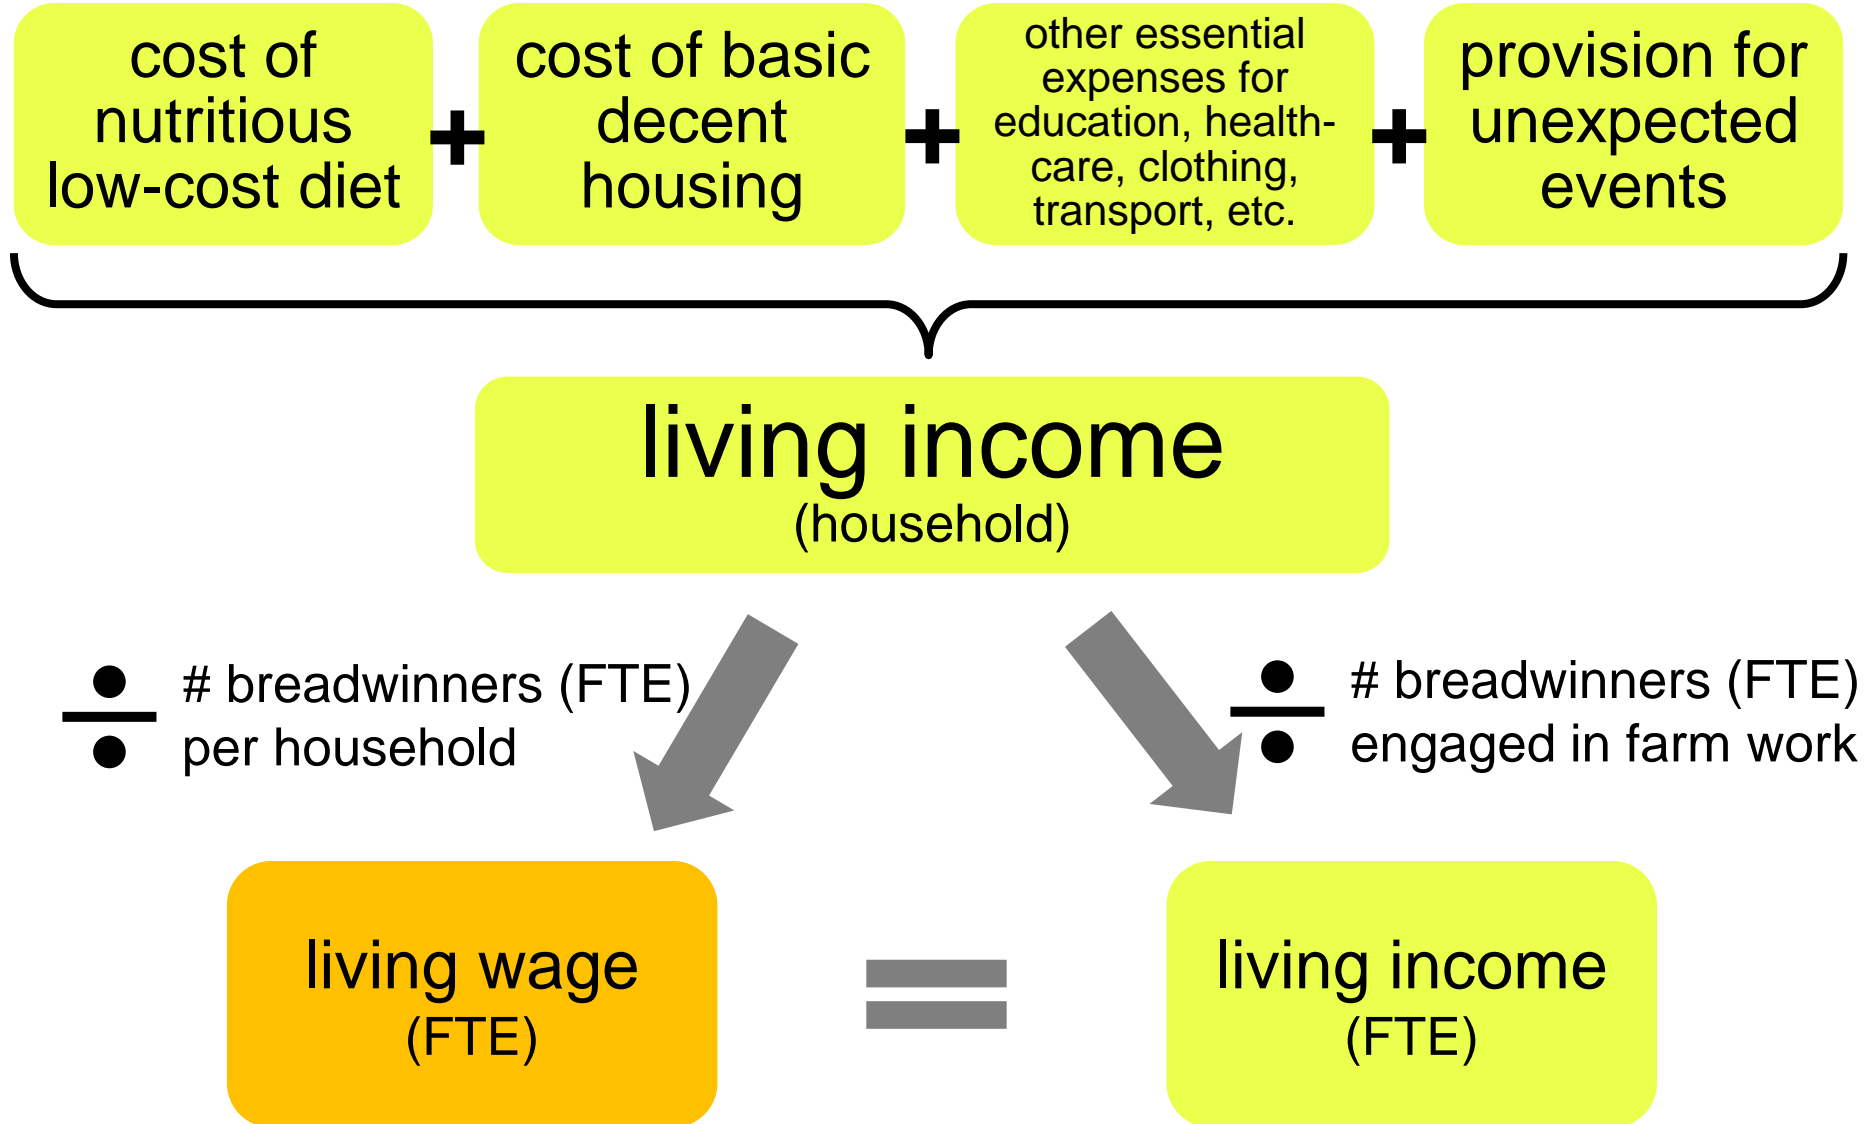 cost of
nutritious
low-cost diet
+
cost of basic
decent
housing
+
other essential
expenses for
education, health-
care, clothing,
transport, etc.
+
provision for
unexpected
events
living income
(household)
÷
# breadwinners (FTE)
per household
÷
# breadwinners (FTE)
engaged in farm work
living wage
(FTE)
=
living income
(FTE)